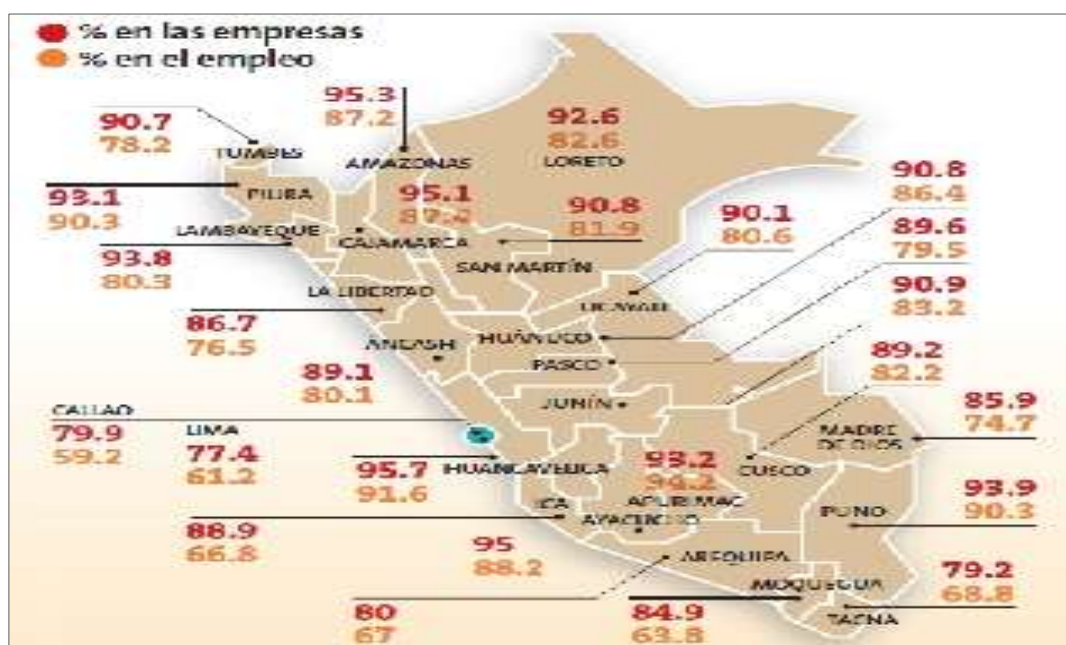 % en las empresas
% en el empleo
95.3
87.2
90.7
78.2
TUMBES
AMAZONAS
92.6
82.6
LORETO
93.1
90.3
PIURA
95.1
LAMBAYEQUE
CAJAMARCA
90.8
81.9
90.1
80.6
90.8
86.4
93.8
80.3
SAN MARTÍN
89.6
79.5
LA LIBERTAD
UCAYALI
90.9
83.2
86.7
76.5
ÁNCASH
HUÁNUCO
PASCO
89.2
82.2
89.1
80.1
JUNÍN
CALLAO
79.9
59.2
LIMA
77.4
61.2
85.9
74.7
MADRE
DE DIOS
95.7
91.6
HUANCAVELICA
93.2
94.2
CUSCO
ICA
AYACUCHO
PUNO
93.9
90.3
88.9
66.8
95
88.2
AREQUIPA
MOQUEGUA
TACNA
79.2
68.8
80
67
84.9
63.8